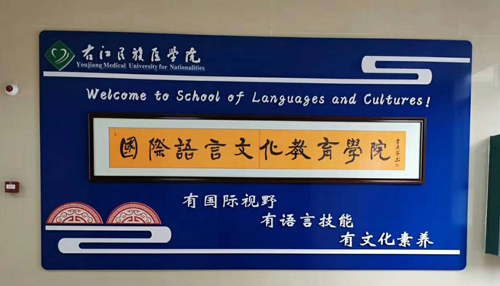 右江民族医学院
Youjiang Medical University for Nationalities
Welcome to School of Languages and Cultures!
國際語言文化教育學院
有国际视野
有语言技能
有文化素养